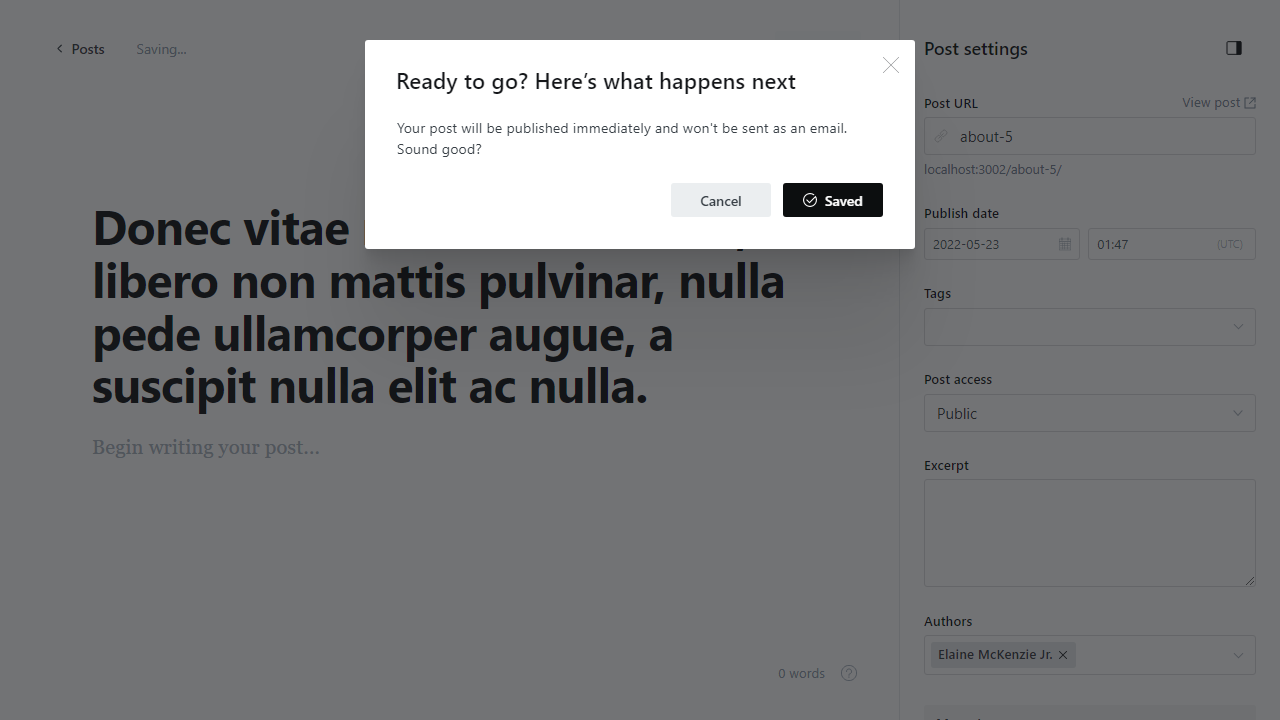 Posts
Saving...
Ready to go? Here's what happens next
Your post will be published immediately and won't be sent as an email.
Sound good?
Cancel
Saved
Donec vitae
libero non mattis pulvinar, nulla
pede ullamcorper augue, a
suscipit nulla elit ac nulla.
Begin writing your post...
0 words
?
Post settings
Post URL
View post
about-5
localhost:3002/about-5/
Publish date
2022-05-23
01:47
(UTC)
Tags
Post access
Public
Excerpt
Authors
Elaine McKenzie Jr.